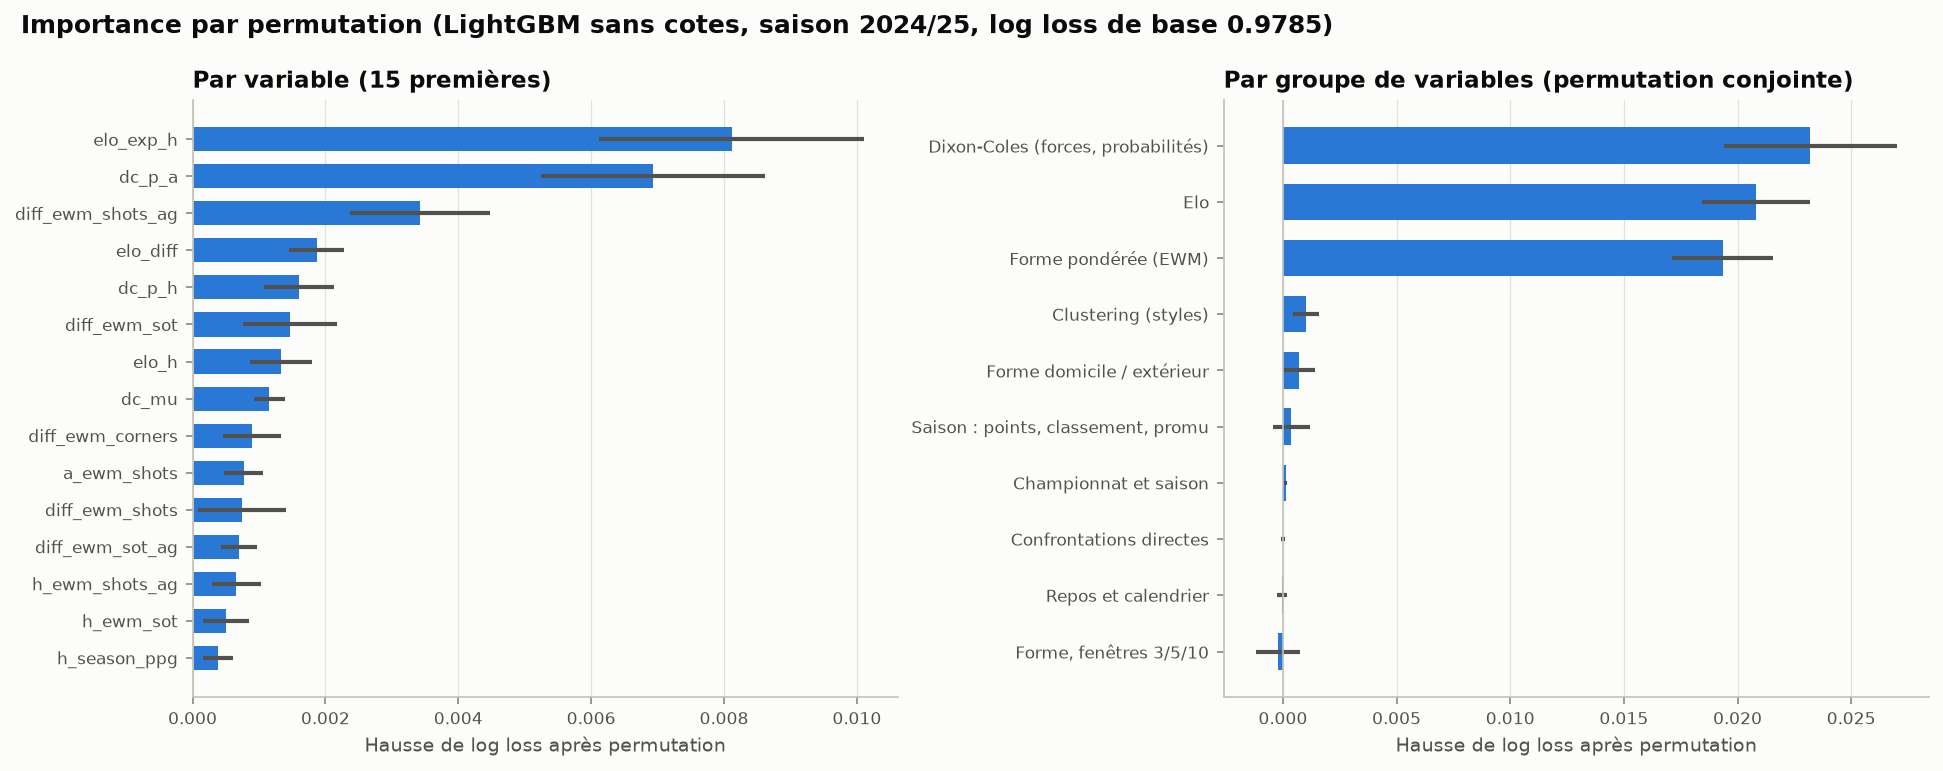 Importance par permutation (LightGBM sans cotes, saison 2024/25, log loss de base 0.9785)
Par variable (15 premières)
elo_exp_h
dc_p_a
diff_ewm_shots_ag
elo_diff
dc_p_h
diff_ewm_sot
elo_h
dc_mu
diff_ewm_corners
a_ewm_shots
diff_ewm_shots
diff_ewm_sot_ag
h_ewm_shots_ag
h_ewm_sot
h_season_ppg
0.000 0.002 0.004 0.006 0.008 0.010
Hausse de log loss après permutation
Par groupe de variables (permutation conjointe)
Dixon-Coles (forces, probabilités)
Elo
Forme pondérée (EWM)
Clustering (styles)
Forme domicile / extérieur
Saison : points, classement, promu
Championnat et saison
Confrontations directes
Repos et calendrier
Forme, fenêtres 3/5/10
0.000 0.005 0.010 0.015 0.020 0.025
Hausse de log loss après permutation